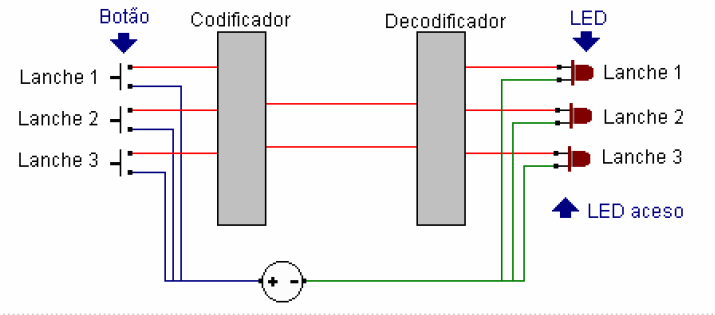 Botão
Codificador
Decodificador
LED
Lanche 1
Lanche 1
Lanche 2
Lanche 2
Lanche 3
Lanche 3
LED aceso
+ -